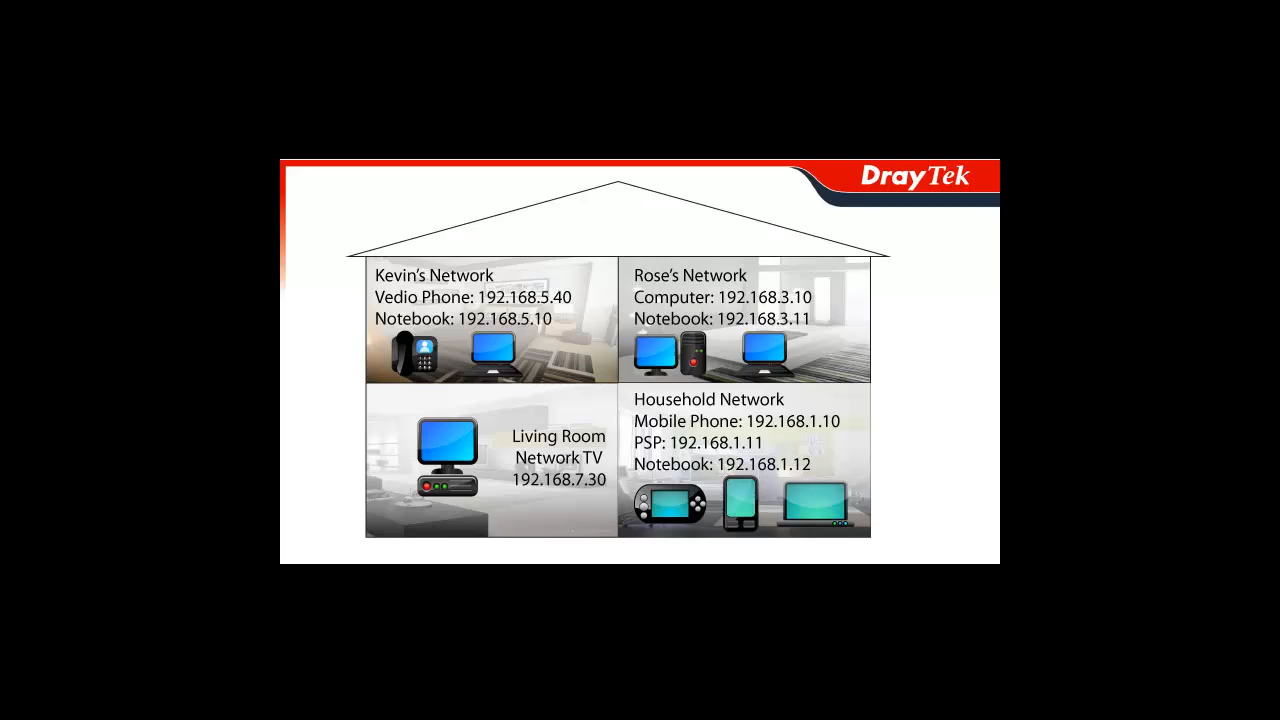 DrayTek
Kevin's Network
Vedio Phone: 192.168.5.40
Notebook: 192.168.5.10
Rose's Network
Computer: 192.168.3.10
Notebook: 192.168.3.11
Living Room
Network TV
192.168.7.30
Household Network
Mobile Phone: 192.168.1.10
PSP: 192.168.1.11
Notebook: 192.168.1.12